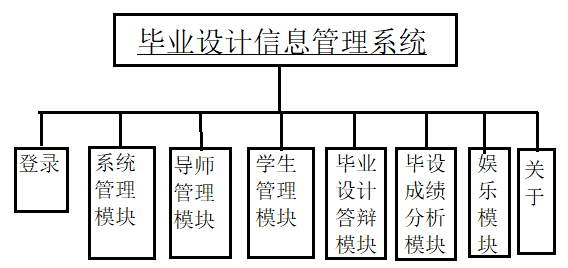 毕业设计信息管理系统
登录
系统
管理
模块
导师
管理
模块
学生
管理
模块
毕业
设计
答辩
模块
毕设
成绩
分析
模块
娱
乐
模
块
关
于